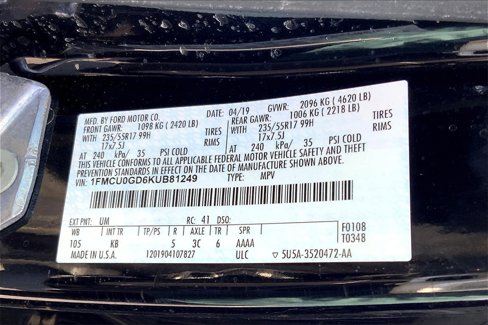 MFD. BY FORD MOTOR CO.
DATE: 04/19 GVWR: 2096 KG ( 4620 LB)
FRONT GAWR: 1098 KG ( 2420 LB) REAR GAWR: 1006 KG ( 2218 LB)
WITH 235/55R17 99H TIRES WITH 235/55R17 99H TIRES
17x7.5J RIMS 17x7.5J RIMS
AT 240 kPa/ 35 PSI COLD AT 240 kPa/ 35 PSI COLD
THIS VEHICLE CONFORMS TO ALL APPLICABLE FEDERAL MOTOR VEHICLE SAFETY AND THEFT
PREVENTION STANDARDS IN EFFECT ON THE DATE OF MANUFACTURE SHOWN ABOVE.
VIN: 1FMCU0GD6KUB81249 TYPE: MPV
EXT PNT: UM RC: 41 DSO:
WB INT TR TP/PS R AXLE TR SPR
105 KB 5 3C 6 AAAA
F0108
T0348
MADE IN U.S.A. 1201904107827 ULC 5U5A-3520472-AA